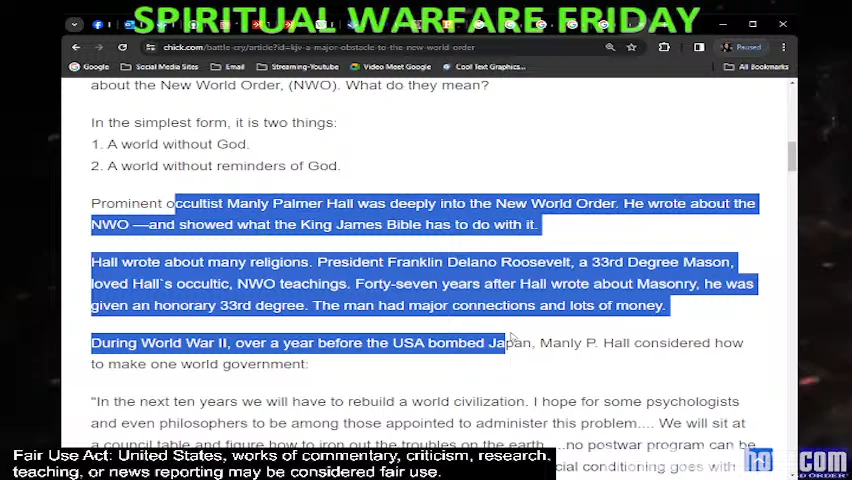 SPIRITUAL WARFARE FRIDAY
chick.com/battle-cry/article?id=kjv-a-major-obstacle-to-the-new-world-order
Paused
Google
Social Media Sites
Email
Streaming-Youtube
Video Meet Google
Cool Text Graphics...
All Bookmarks
about the New World Order, (NWO). What do they mean?
In the simplest form, it is two things:
1. A world without God.
2. A world without reminders of God.
Prominent occultist Manly Palmer Hall was deeply into the New World Order. He wrote about the
NWO —and showed what the King James Bible has to do with it.
Hall wrote about many religions. President Franklin Delano Roosevelt, a 33rd Degree Mason,
loved Hall`s occultic, NWO teachings. Forty-seven years after Hall wrote about Masonry, he was
given an honorary 33rd degree. The man had major connections and lots of money.
During World War II, over a year before the USA bombed Japan, Manly P. Hall considered how
to make one world government:
"In the next ten years we will have to rebuild a world civilization. I hope for some psychologists
and even philosophers to be among those appointed to administer this problem.... We will sit at
a council table and figure how to iron out the troubles on the earth. ...no postwar program can be
cial conditioning goes with
Fair Use Act: United States, works of commentary, criticism, research,
teaching, or news reporting may be considered fair use.
.com